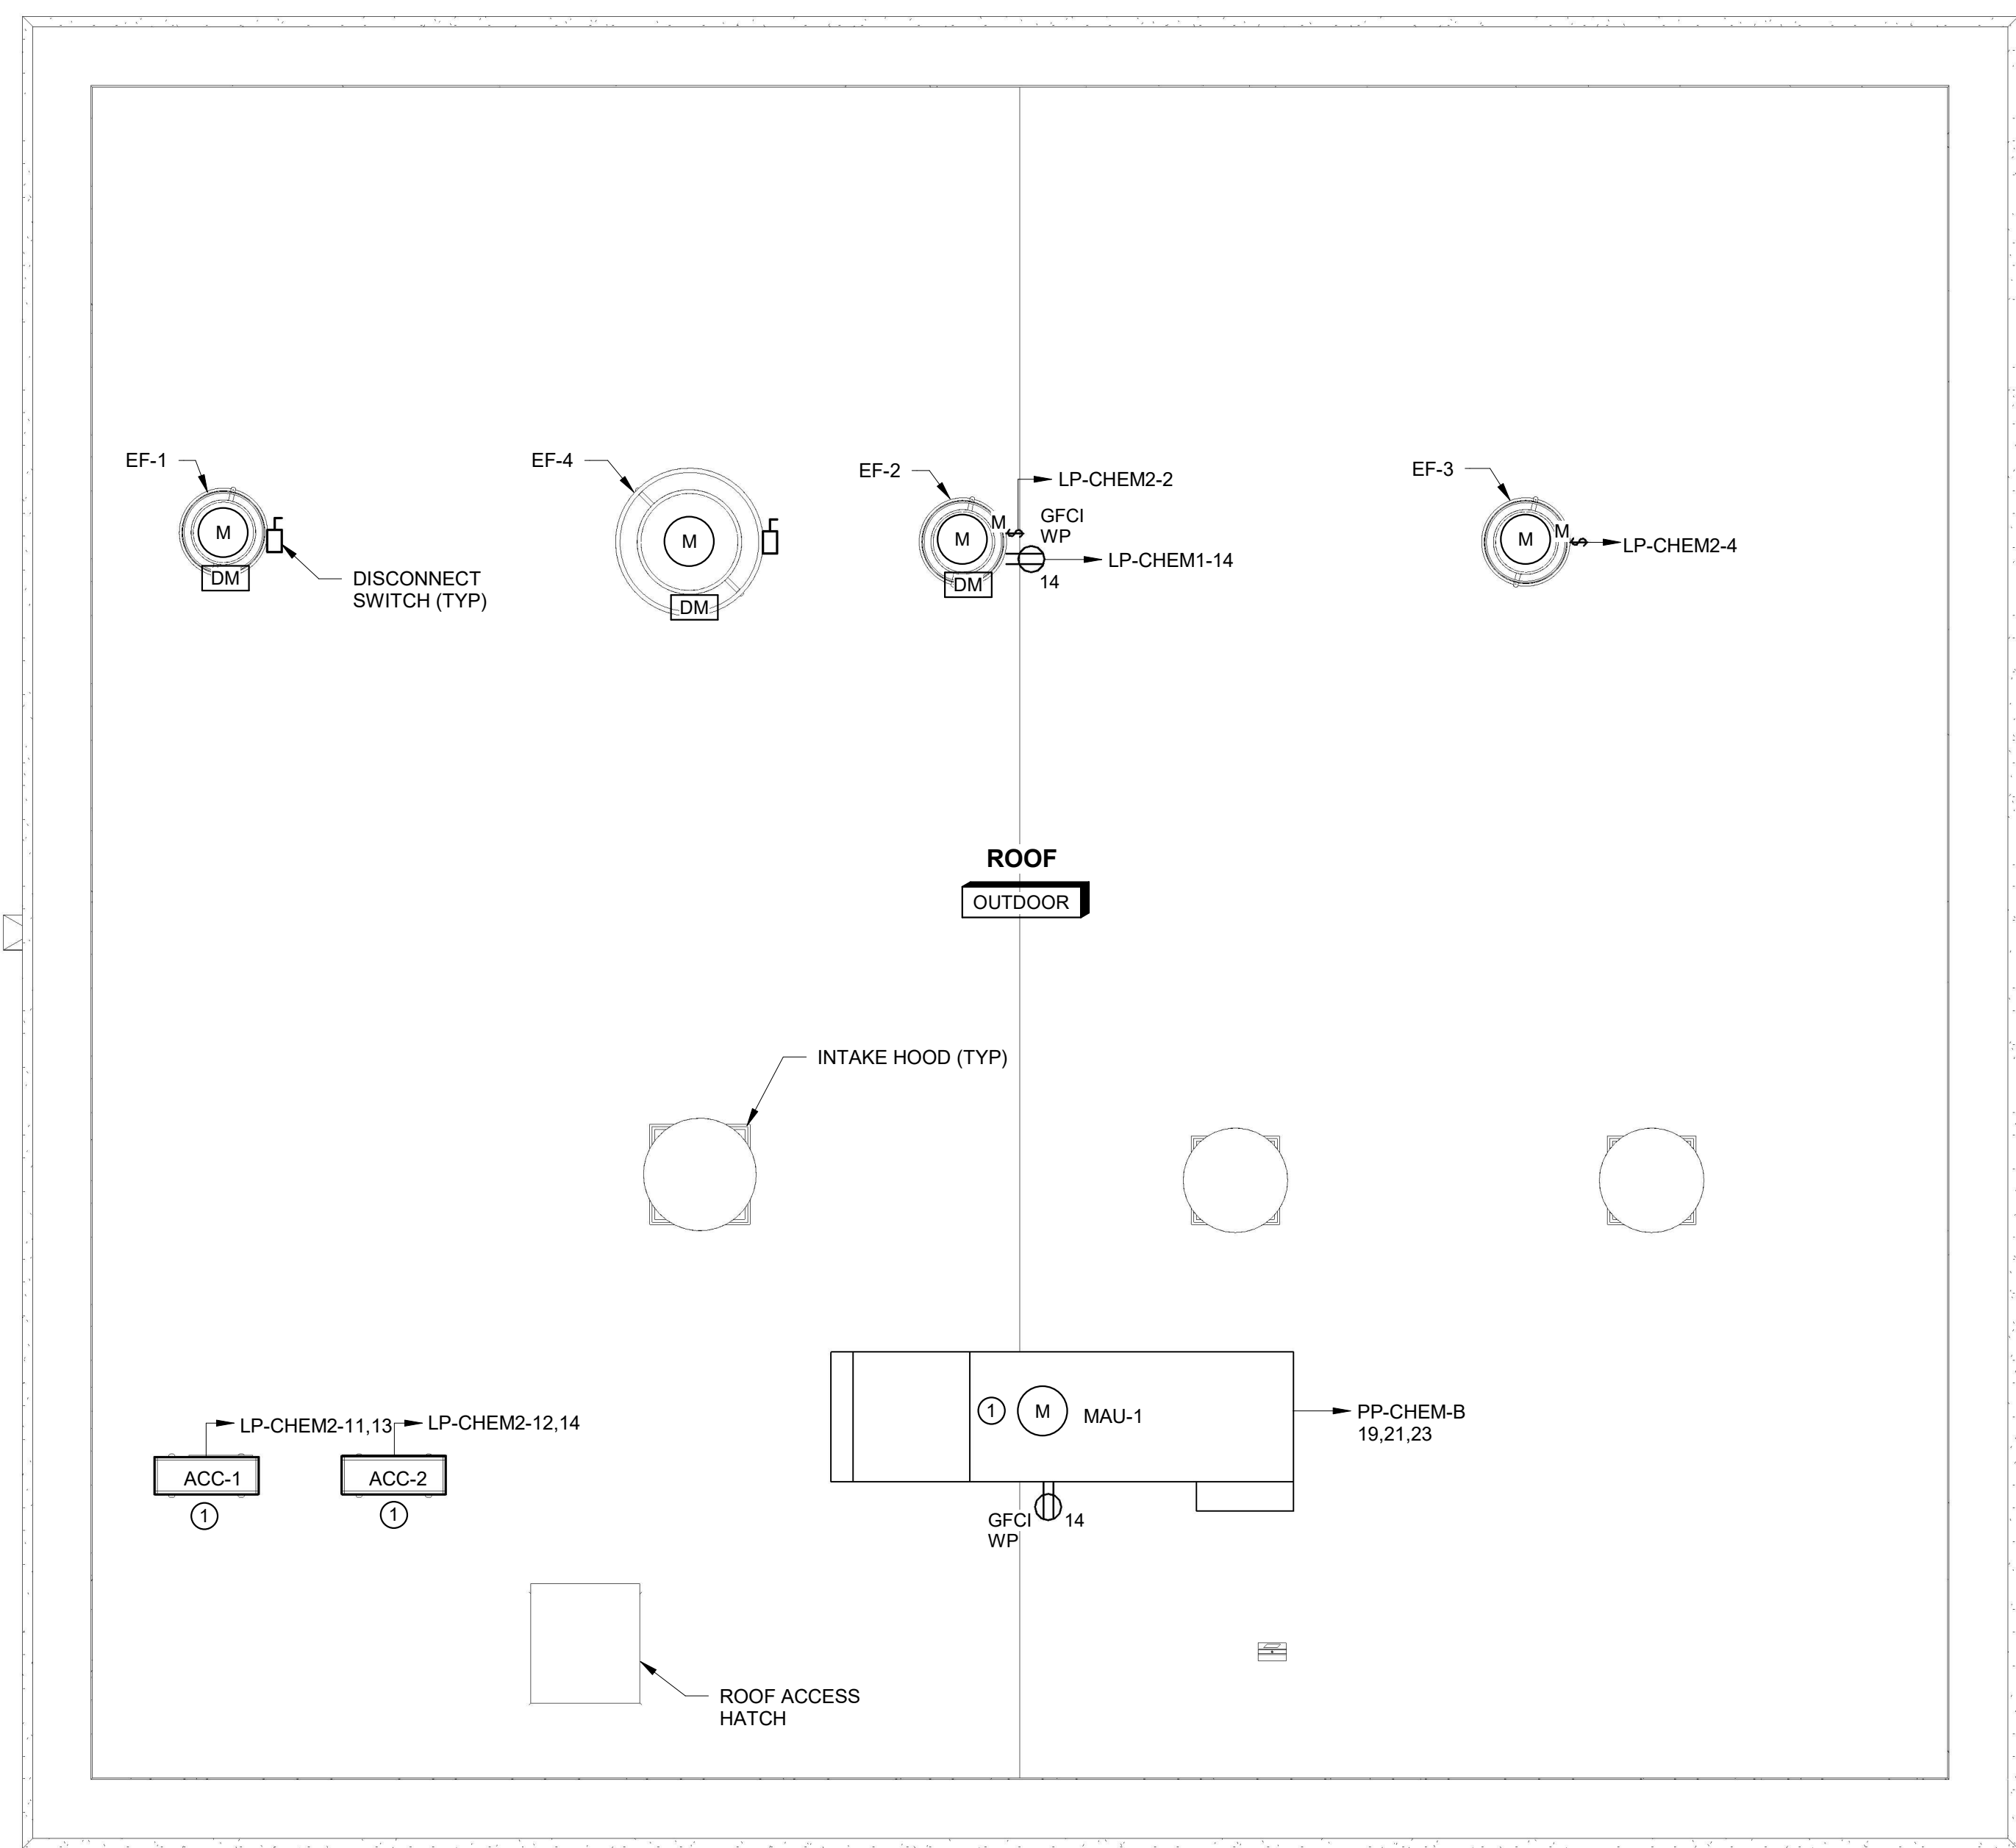 EF-1
EF-4
EF-2
EF-3
LP-CHEM2-2
M
M
M
M
M
M
GFCI
WP
LP-CHEM1-14
LP-CHEM2-4
14
DM
DM
DM
DISCONNECT
SWITCH (TYP)
ROOF
OUTDOOR
INTAKE HOOD (TYP)
1
M
MAU-1
PP-CHEM-B
19,21,23
LP-CHEM2-11,13
LP-CHEM2-12,14
ACC-1
ACC-2
1
1
GFCI
WP
14
ROOF ACCESS
HATCH